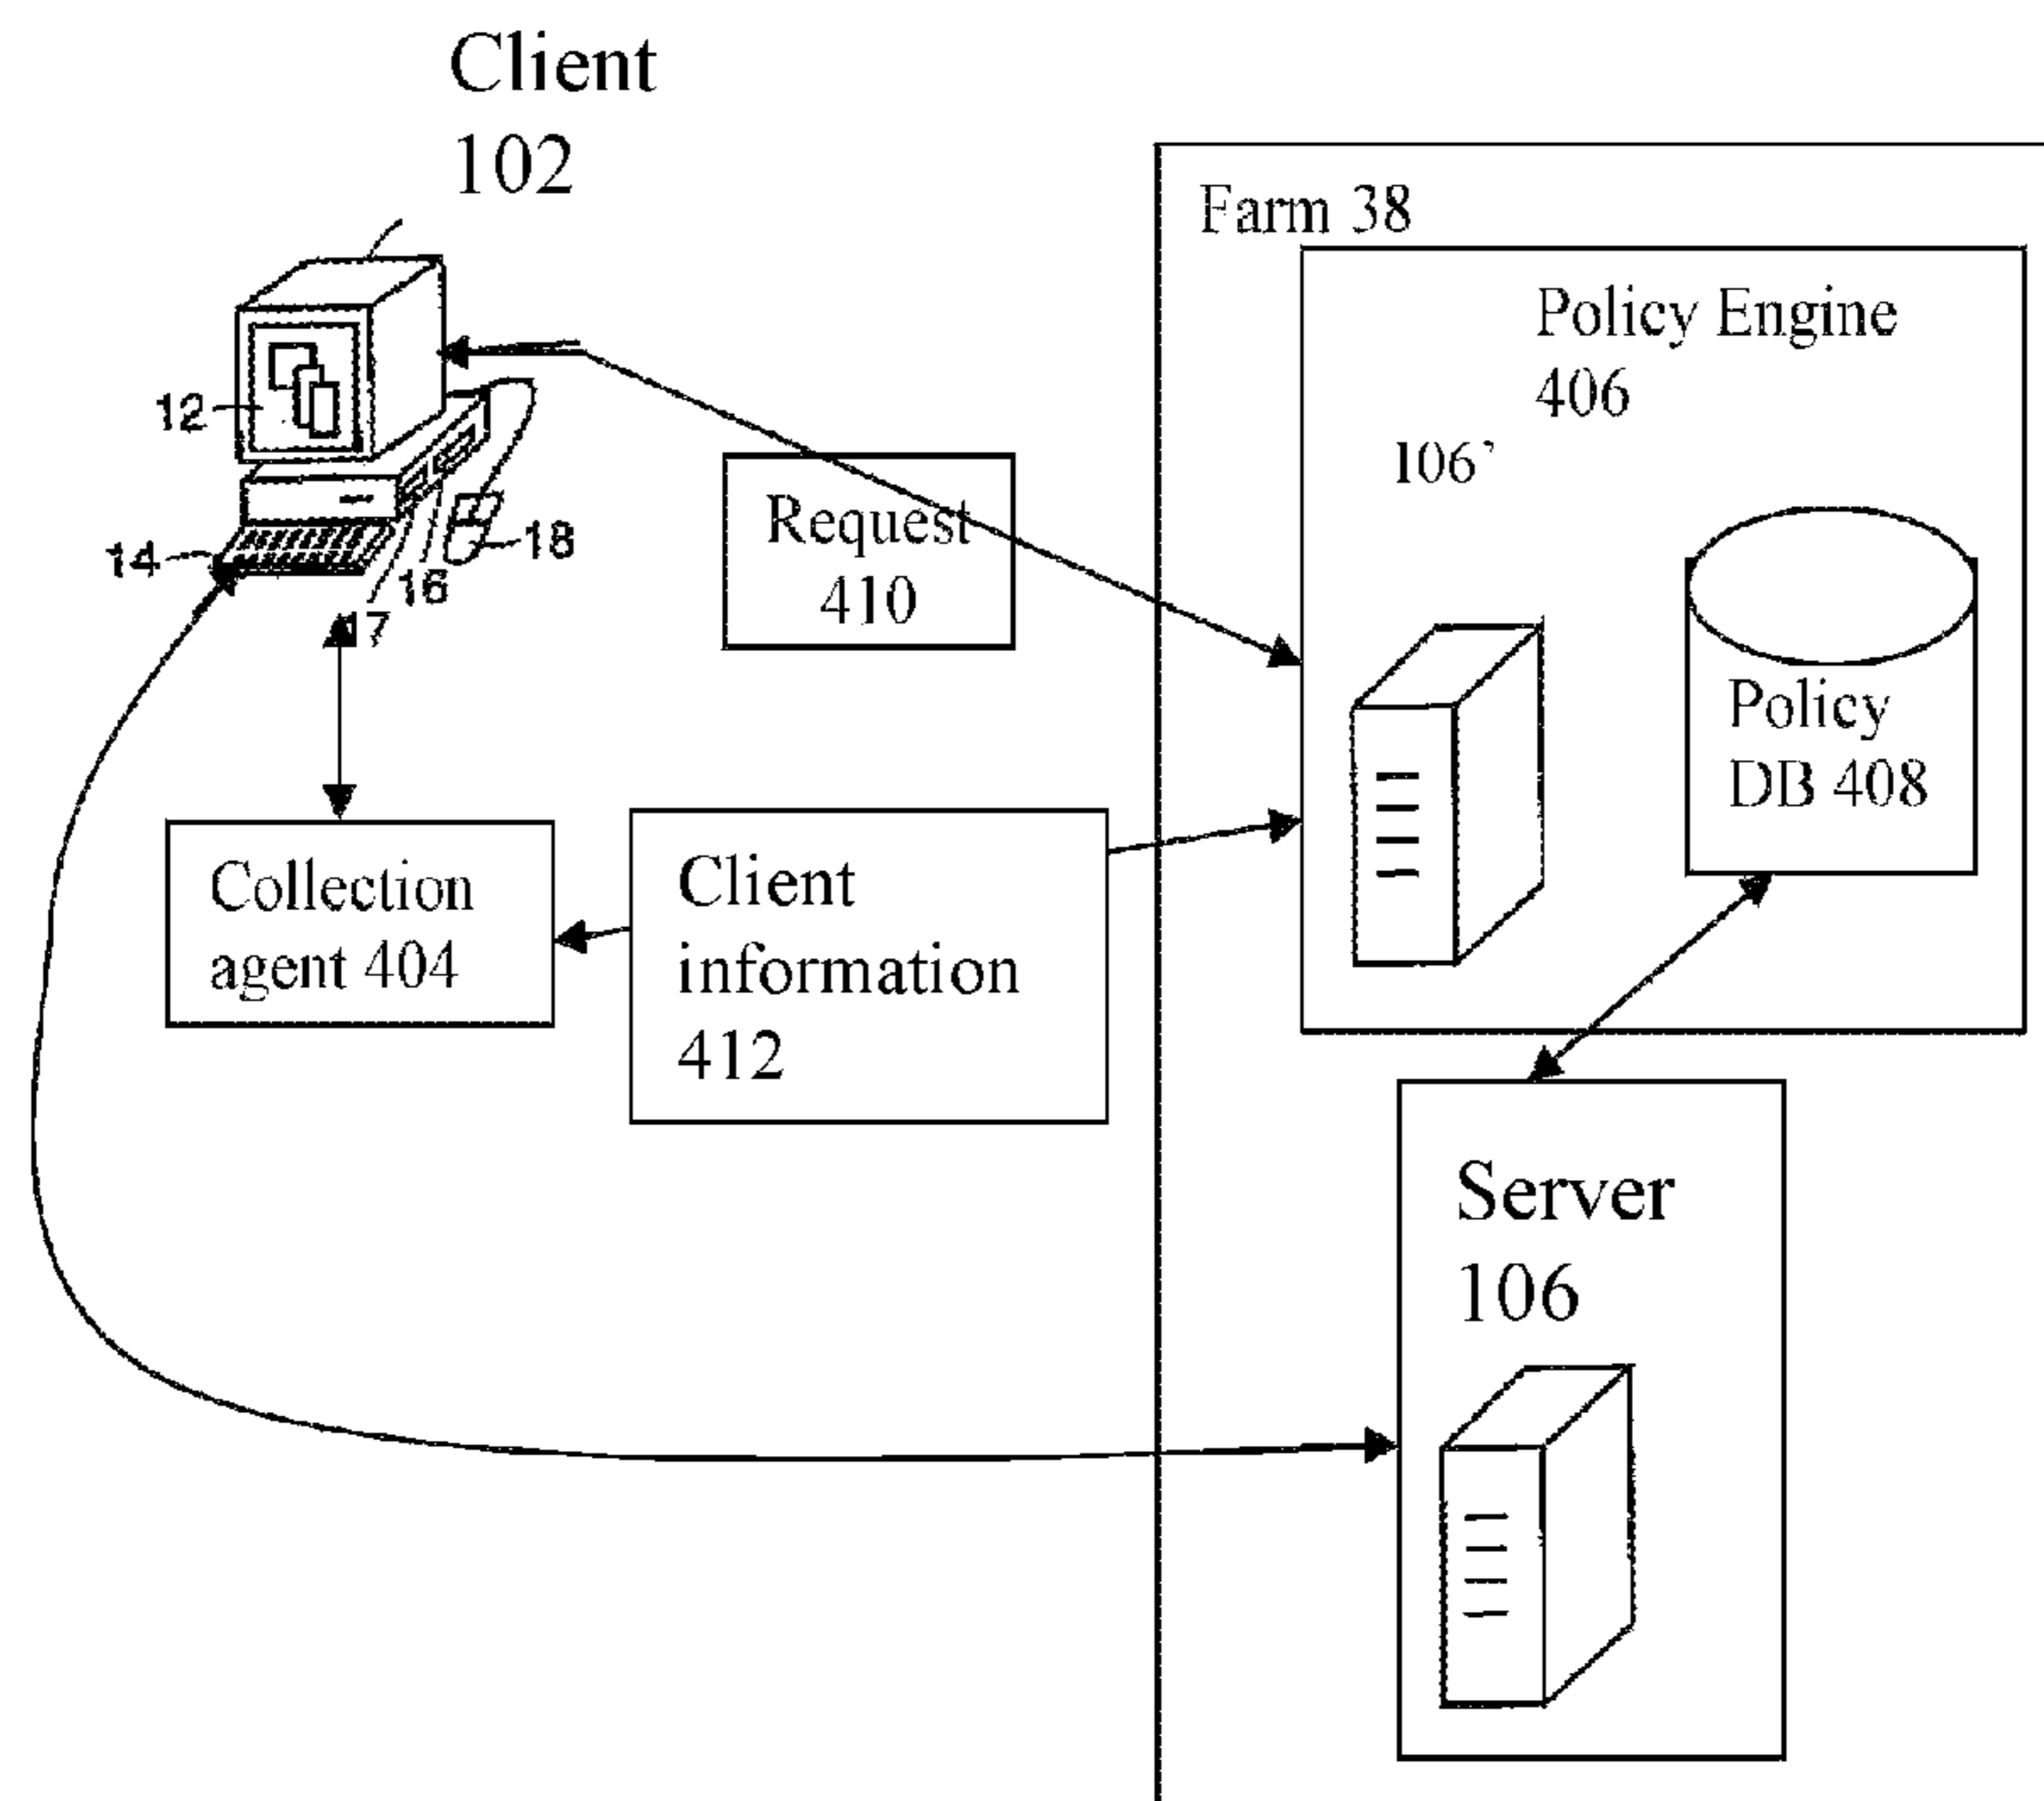 Client
102
Farm 38
Policy Engine
406
106’
12
Request
410
14
18
16
17
Policy
DB 408
Collection
agent 404
Client
information
412
Server
106